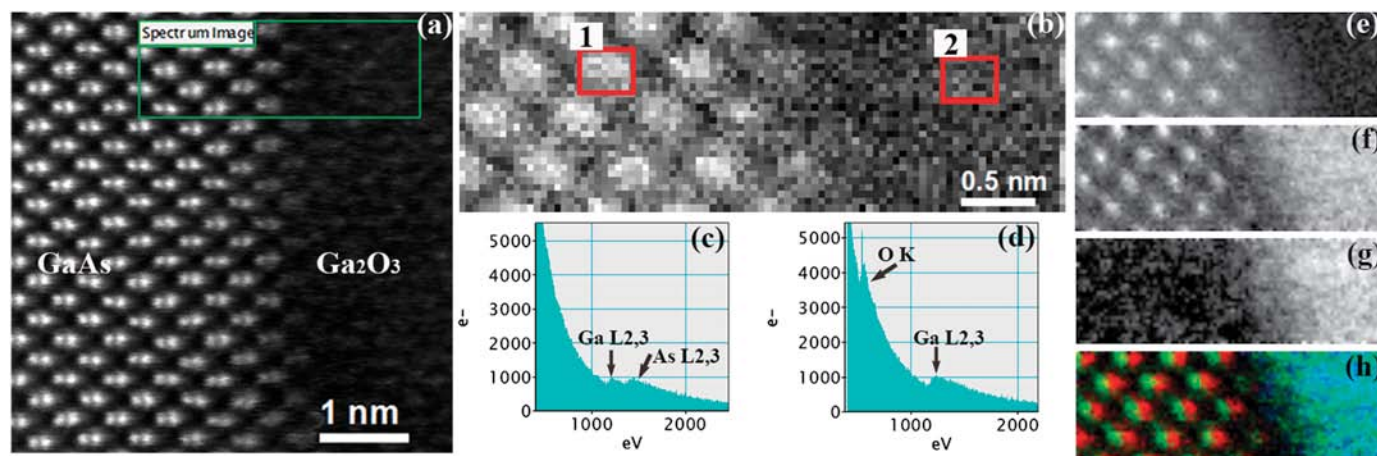 Spectrum Image
(a)
GaAs
Ga₂O₃
1 nm
1
2
(b)
0.5 nm
(c)
5000
4000
3000
2000
1000
0
e-
Ga L2,3
As L2,3
1000
2000
eV
(d)
5000
4000
3000
2000
1000
0
e-
O K
Ga L2,3
1000
2000
eV
(e)
(f)
(g)
(h)